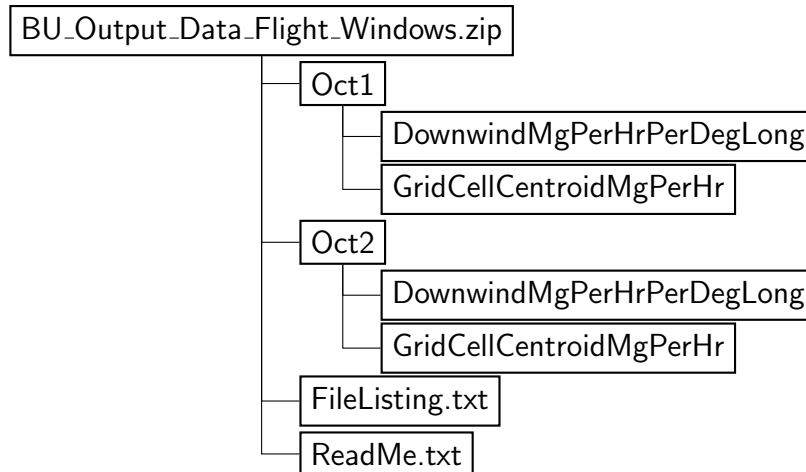 BU_Output_Data_Flight_Windows.zip
Oct1
DownwindMgPerHrPerDegLong
GridCellCentroidMgPerHr
Oct2
DownwindMgPerHrPerDegLong
GridCellCentroidMgPerHr
FileListing.txt
ReadMe.txt